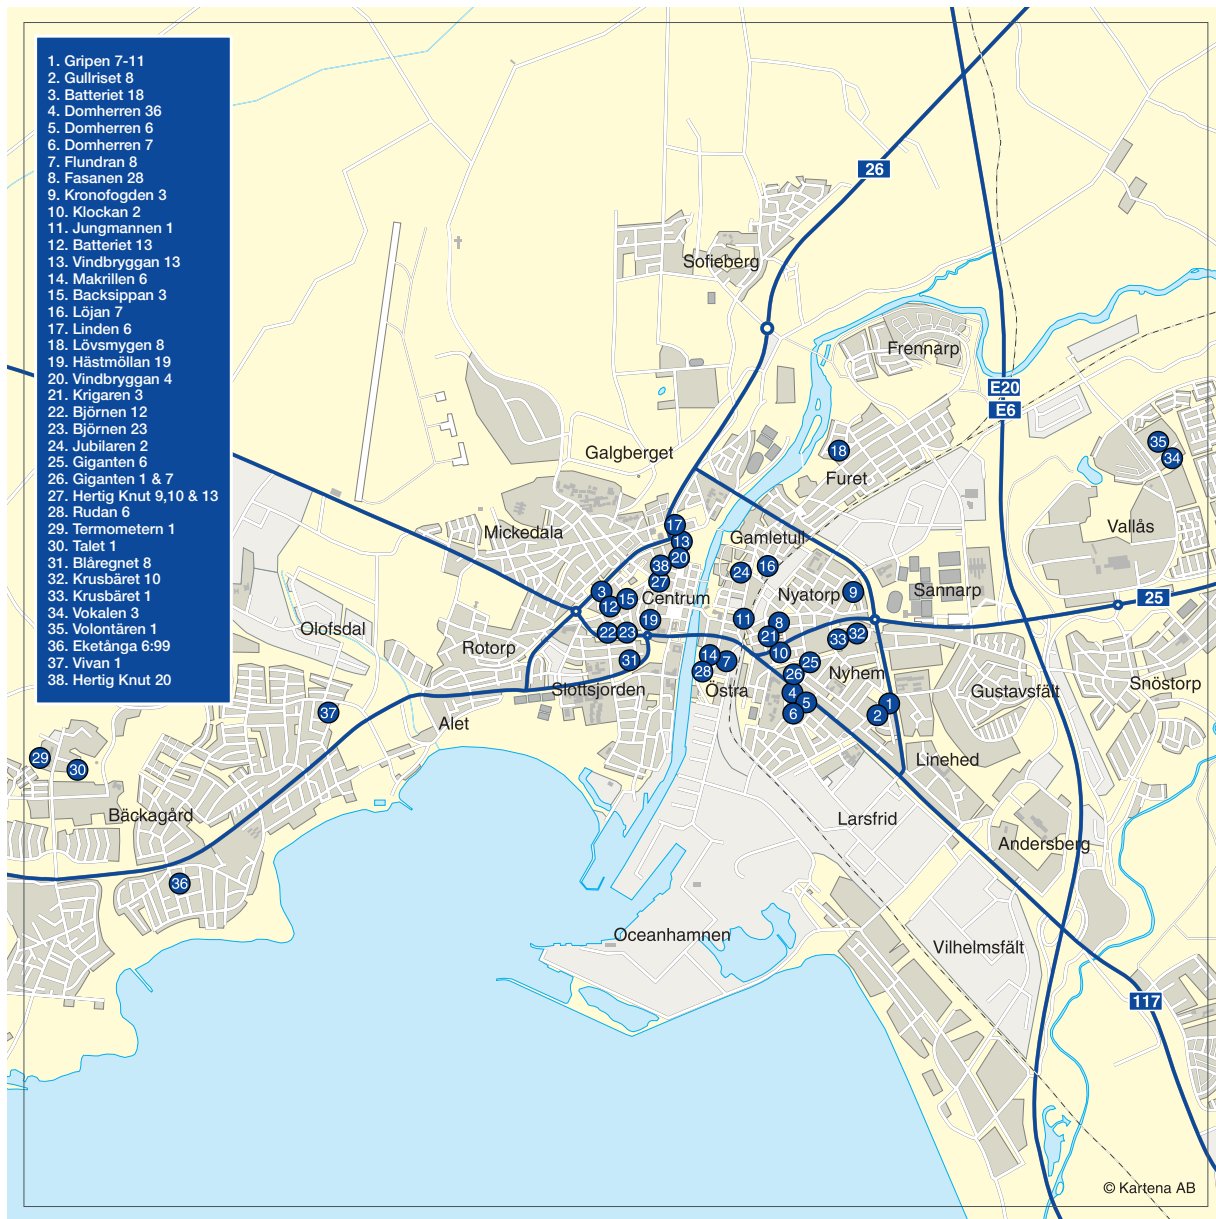 1. Gripen 7-11
2. Gullriset 8
3. Batteriet 18
4. Domherren 36
5. Domherren 6
6. Domherren 7
7. Flundran 8
8. Fasanen 28
9. Kronofogden 3
10. Klockan 2
11. Jungmannen 1
12. Batteriet 13
13. Vindbryggan 13
14. Makrillen 6
15. Backsippan 3
16. Löjan 7
17. Linden 6
18. Lövsmygen 8
19. Hästmöllan 19
20. Vindbryggan 4
21. Krigaren 3
22. Björnen 12
23. Björnen 23
24. Jubilaren 2
25. Giganten 6
26. Giganten 1 & 7
27. Hertig Knut 9,10 & 13
28. Rudan 6
29. Termometern 1
30. Talet 1
31. Blåregnet 8
32. Krusbäret 10
33. Krusbäret 1
34. Vokalen 3
35. Volontären 1
36. Eketånga 6:99
37. Vivan 1
38. Hertig Knut 20
26
Sofieberg
Frennarp
E20
E6
35
34
18
Galgberget
Furet
Vallås
17
Mickedala
13
Gamletull
20
38
16
24
27
3
15
Centrum
12
Nyatorp
9
Sannarp
25
19
11
8
Olofsdal
22
23
21
33
32
Rotorp
10
31
14
7
25
28
26
Nyhem
Slottsjorden
Östra
4
Gustavsfält
Snöstorp
5
1
37
6
2
Alet
29
30
Linehed
Bäckagård
Larsfrid
Andersberg
36
Oceanhamnen
Vilhelmsfält
117
© Kartena AB